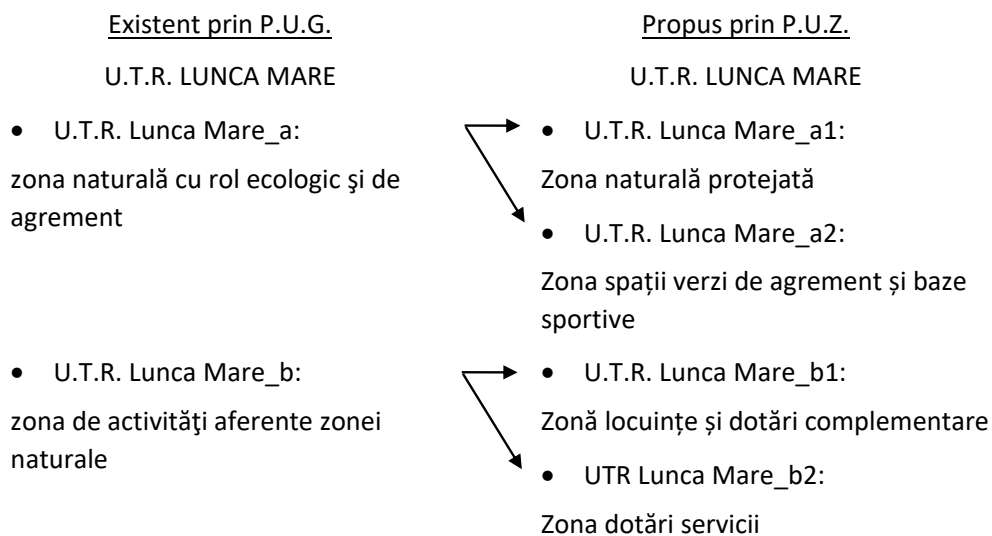 Existent prin P.U.G.
U.T.R. LUNCA MARE
• U.T.R. Lunca Mare_a:
zona naturală cu rol ecologic şi de
agrement
• U.T.R. Lunca Mare_b:
zona de activităţi aferente zonei
naturale
Propus prin P.U.Z.
U.T.R. LUNCA MARE
• U.T.R. Lunca Mare_a1:
Zona naturală protejată
• U.T.R. Lunca Mare_a2:
Zona spații verzi de agrement și baze
sportive
• U.T.R. Lunca Mare_b1:
Zonă locuințe și dotări complementare
• UTR Lunca Mare_b2:
Zona dotări servicii